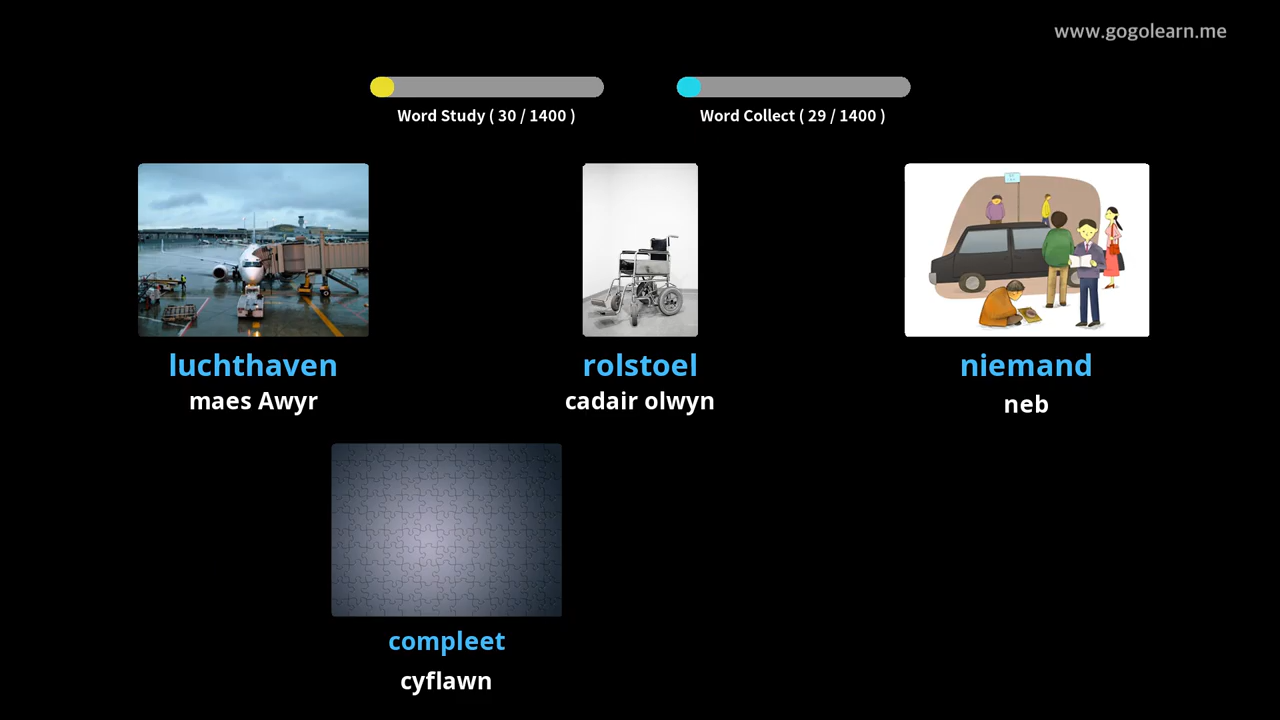 www.gogolearn.me
Word Study ( 30 / 1400 )
Word Collect ( 29 / 1400 )
luchthaven
maes Awyr
rolstoel
cadair olwyn
niemand
neb
compleet
cyflawn